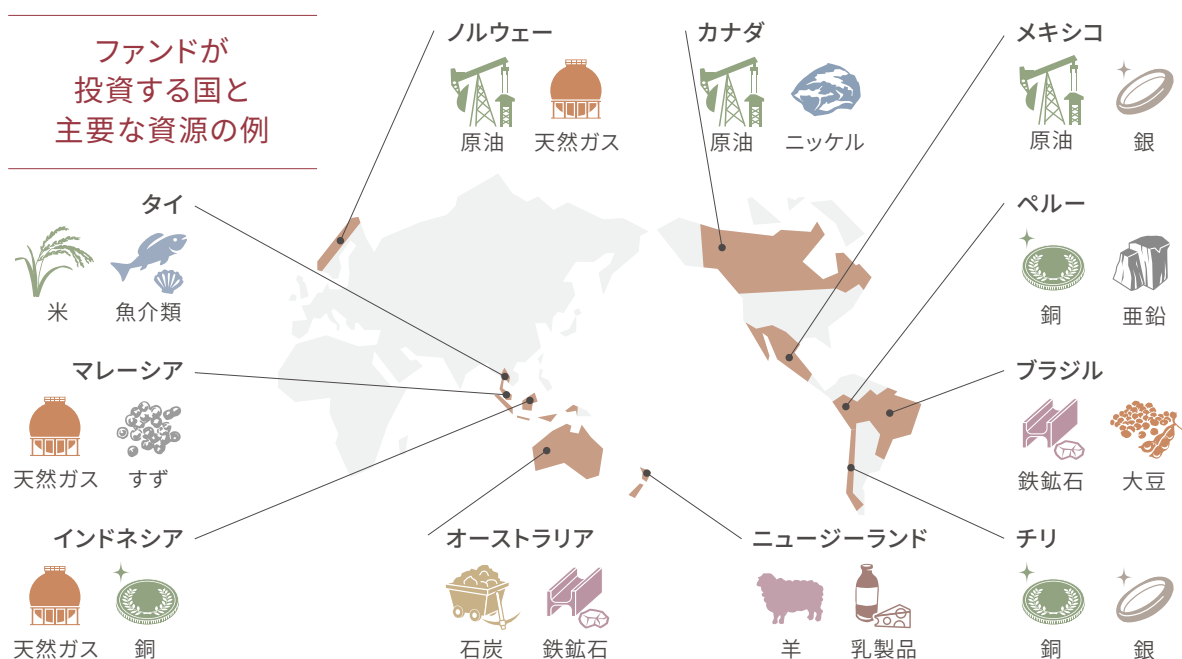 ファンドが
投資する国と
主要な資源の例
ノルウェー
原油
天然ガス
カナダ
原油
ニッケル
メキシコ
原油
銀
タイ
米
魚介類
ペルー
銅
亜鉛
マレーシア
天然ガス
すず
ブラジル
鉄鉱石
大豆
インドネシア
天然ガス
銅
オーストラリア
石炭
鉄鉱石
ニュージーランド
羊
乳製品
チリ
銅
銀